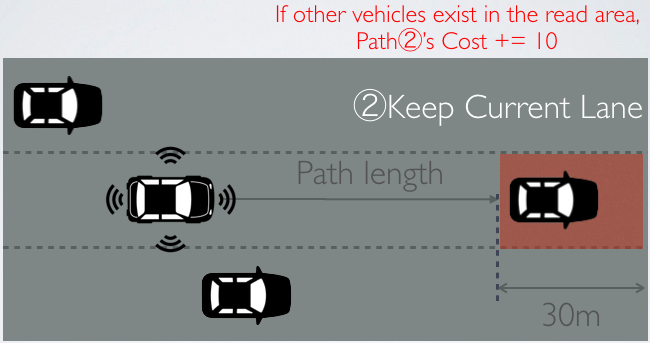 If other vehicles exist in the read area,
Path②'s Cost += 10
②Keep Current Lane
Path length
30m